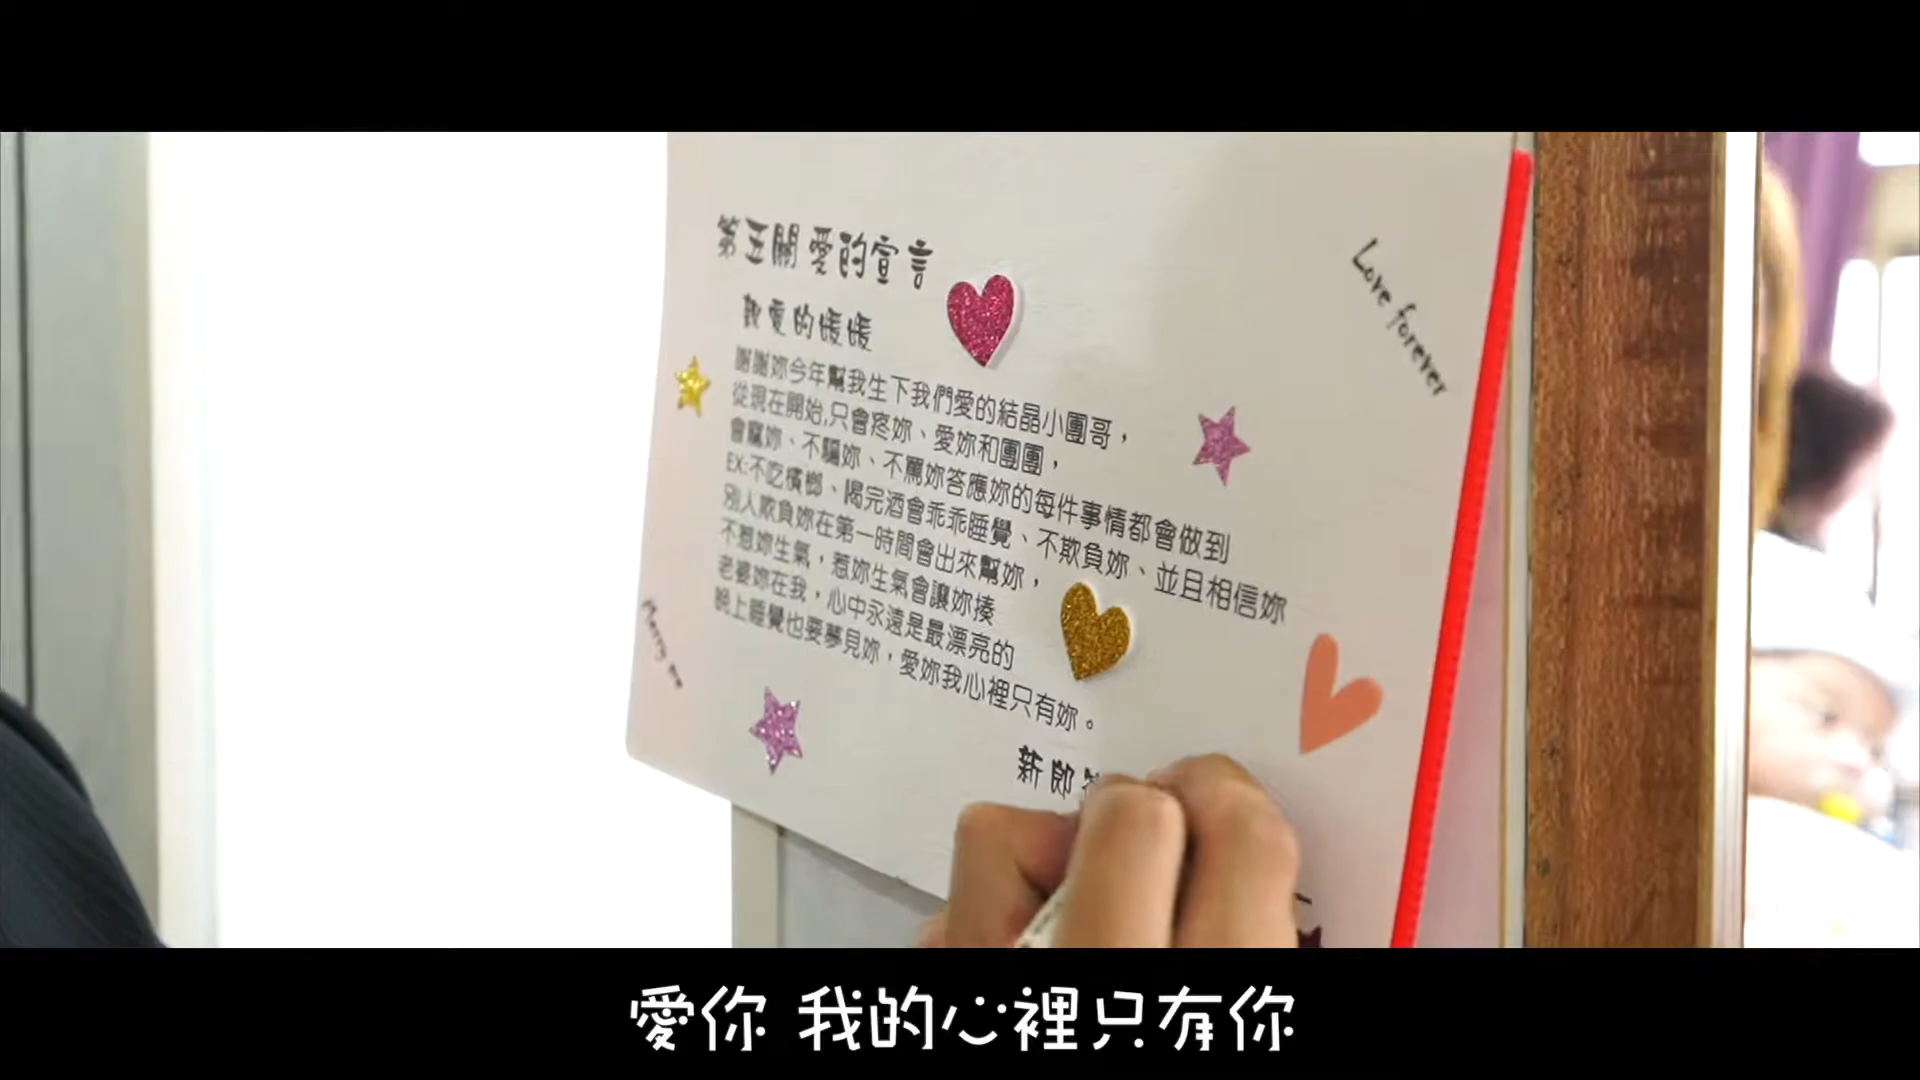 第五關 愛的宣言
親愛的媛媛
謝謝妳今年幫我生下我們愛的結晶小團哥，
從現在開始,只會疼妳、愛妳和團團，
會寵妳、不騙妳、不罵妳答應妳的每件事情都會做到
EX:不吃檳榔、喝完酒會乖乖睡覺、不欺負妳、並且相信妳
別人欺負妳在第一時間會出來幫妳，
不惹妳生氣，惹妳生氣會讓妳揍
老婆妳在我，心中永遠是最漂亮的
晚上睡覺也要夢見妳，愛妳我心裡只有妳。
新郎
Love forever
Merry me
愛你 我的心裡只有你